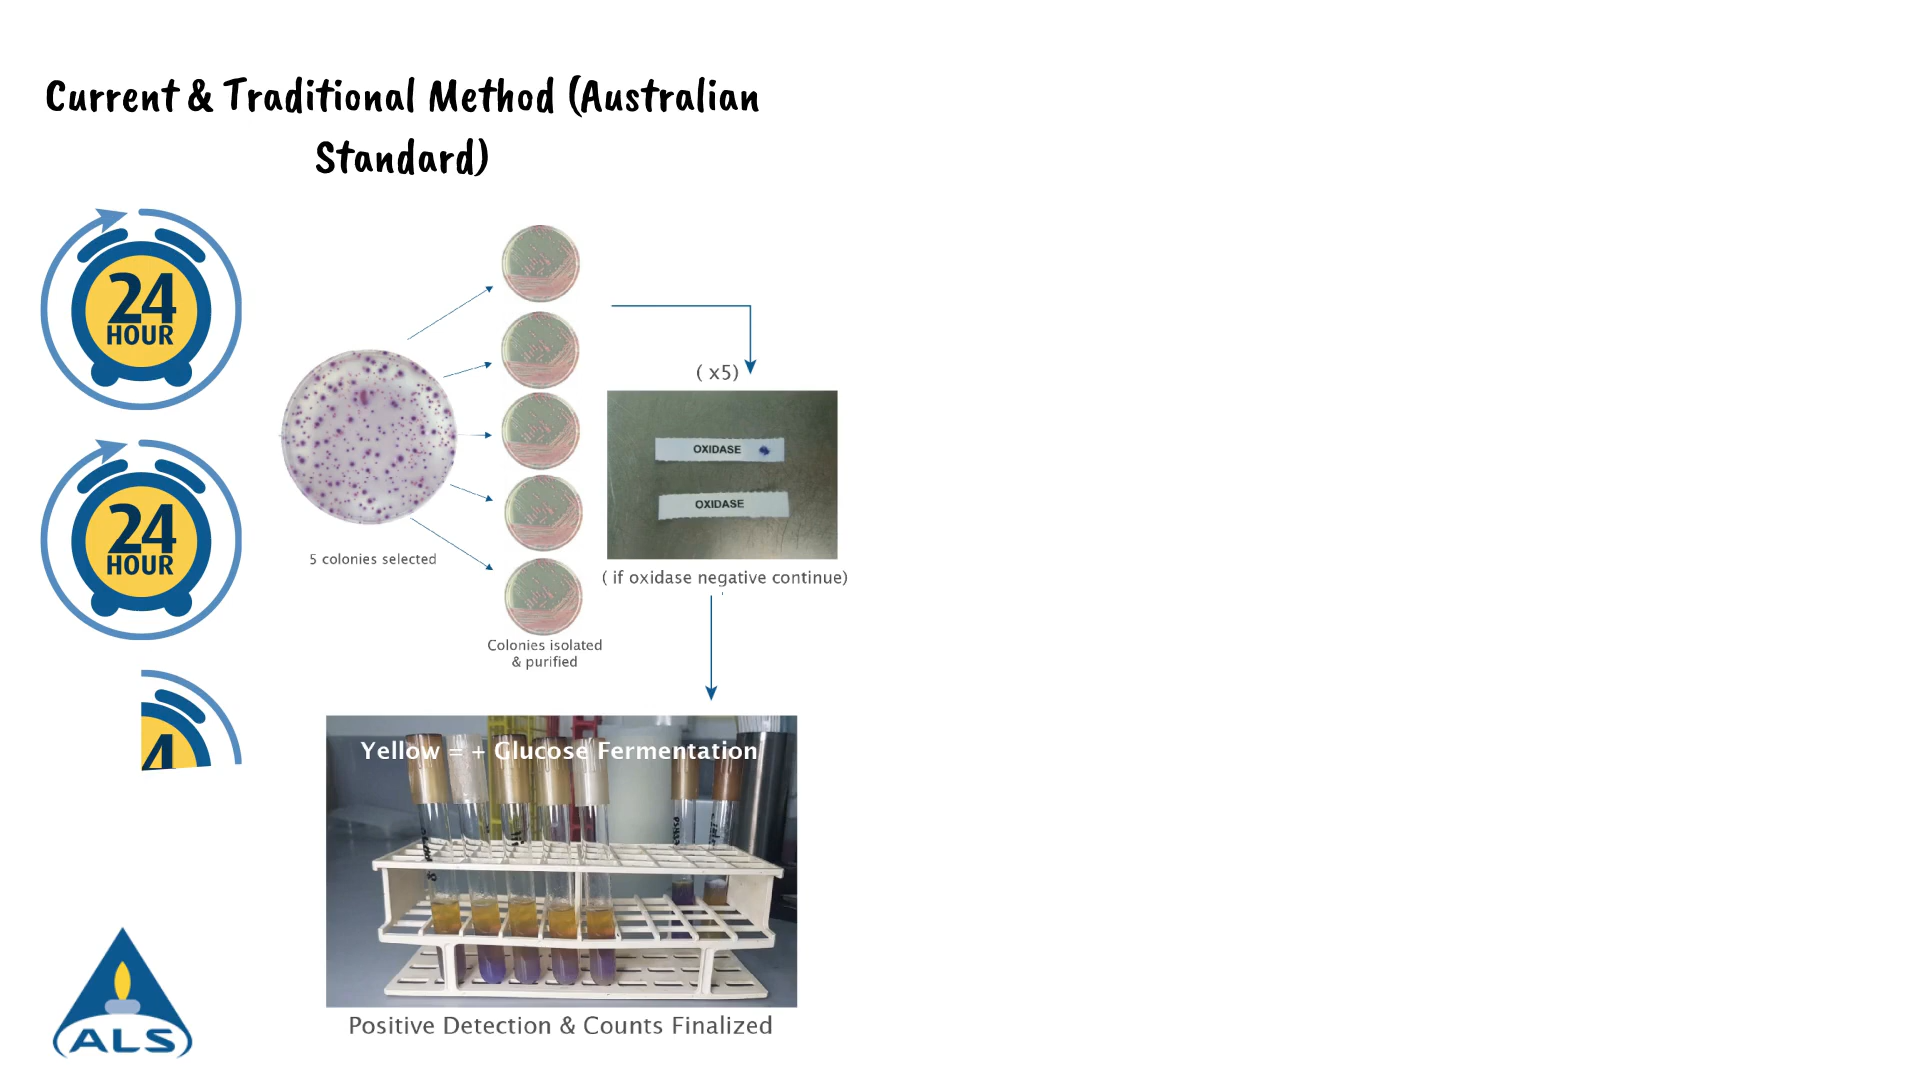 Current & Traditional Method (Australian
Standard)
24
HOUR
( x5)
OXIDASE
OXIDASE
24
HOUR
5 colonies selected
( if oxidase negative continue)
Colonies isolated
& purified
4
Yellow = + Glucose Fermentation
Positive Detection & Counts Finalized
ALS